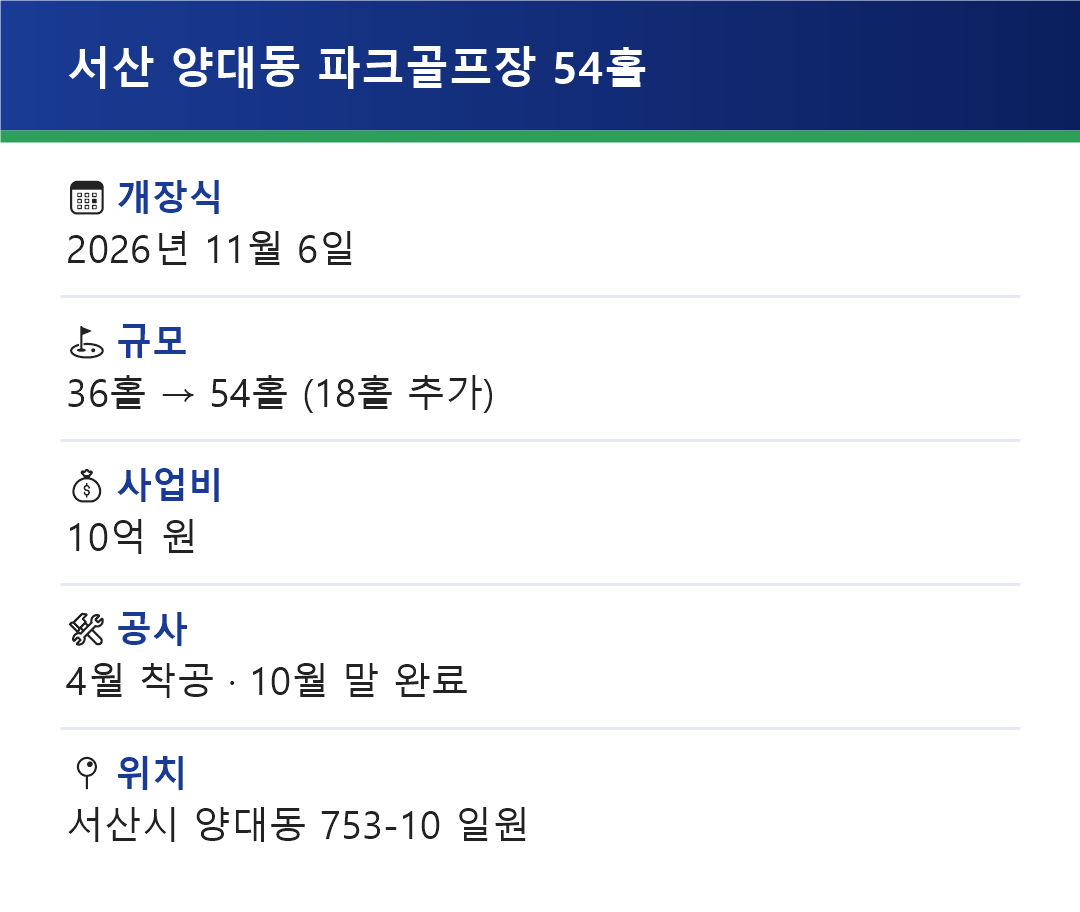 서산 양대동 파크골프장 54홀
개장식
2026년 11월 6일
규모
36홀 → 54홀 (18홀 추가)
사업비
10억 원
공사
4월 착공 · 10월 말 완료
위치
서산시 양대동 753-10 일원